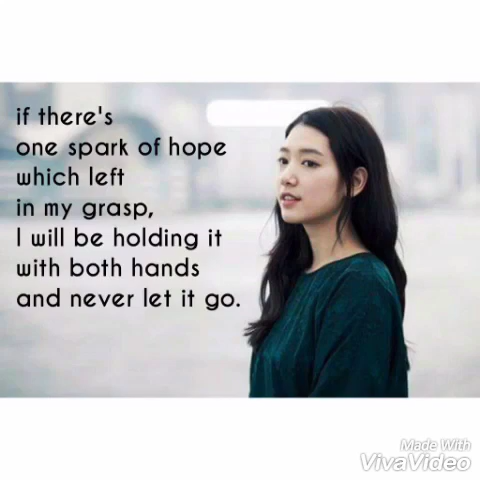 if there's
one spark of hope
which left
in my grasp,
I will be holding it
with both hands
and never let it go.
Made With
VivaVideo